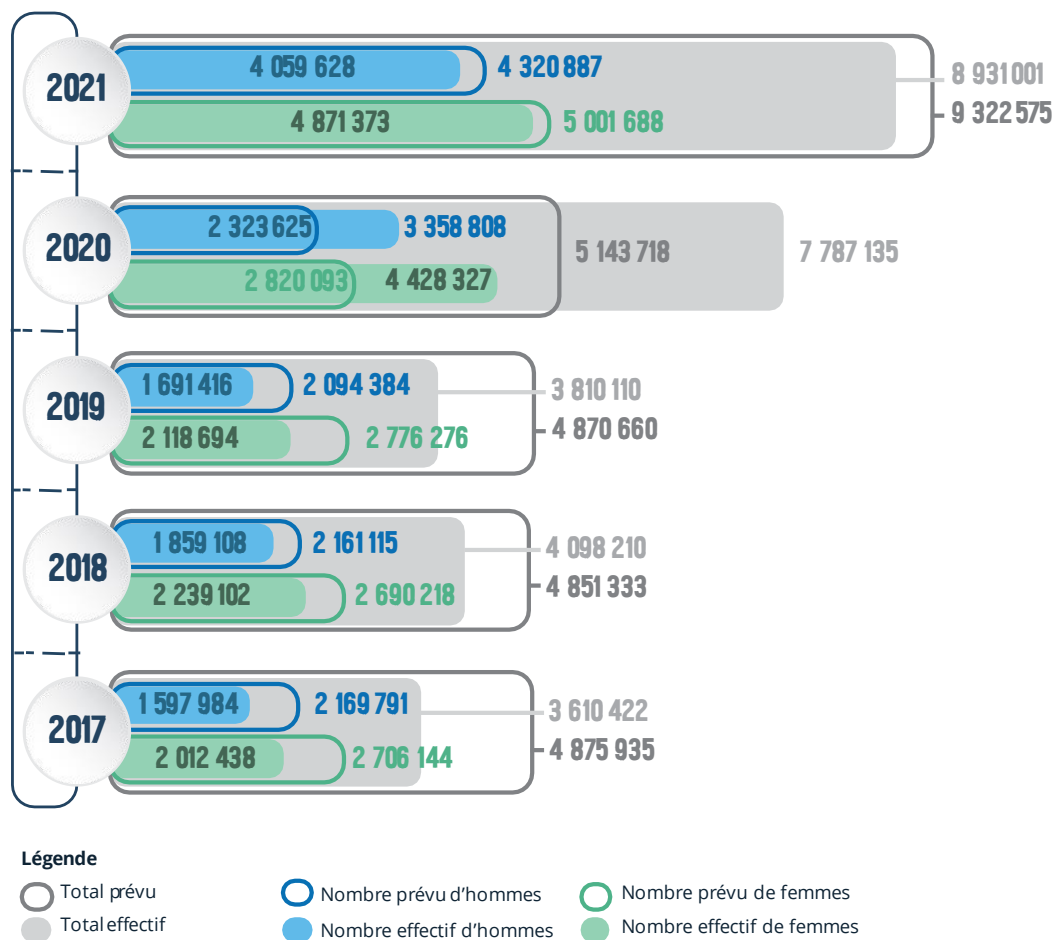 2021
4 059 628
4 320 887
4 871 373
5 001 688
8 931 001
9 322 575
2020
2 323 625
3 358 808
2 820 093
4 428 327
5 143 718
7 787 135
2019
1 691 416
2 094 384
2 118 694
2 776 276
3 810 110
4 870 660
2018
1 859 108
2 161 115
2 239 102
2 690 218
4 098 210
4 851 333
2017
1 597 984
2 169 791
2 012 438
2 706 144
3 610 422
4 875 935
Légende
Total prévu
Nombre prévu d’hommes
Nombre prévu de femmes
Total effectif
Nombre effectif d’hommes
Nombre effectif de femmes